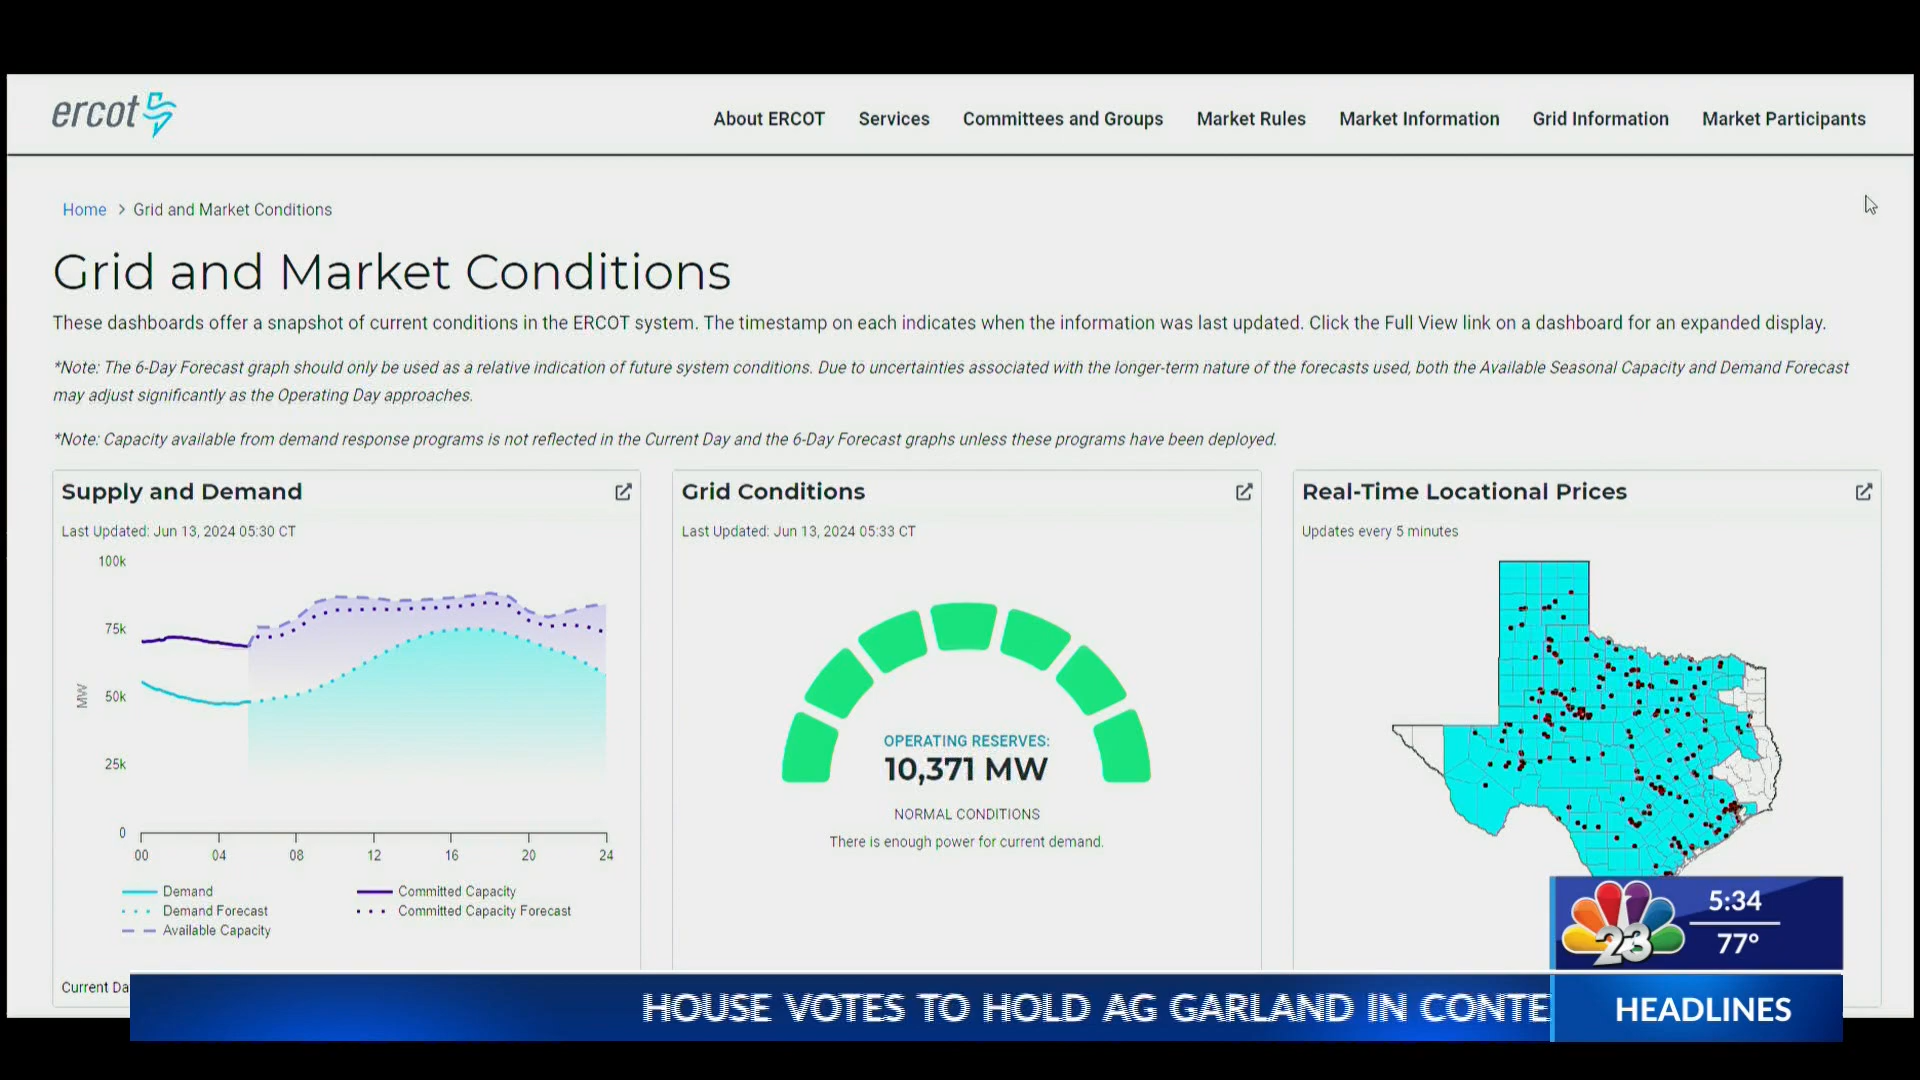 ercot
About ERCOT Services Committees and Groups Market Rules Market Information Grid Information Market Participants
Home > Grid and Market Conditions
Grid and Market Conditions
These dashboards offer a snapshot of current conditions in the ERCOT system. The timestamp on each indicates when the information was last updated. Click the Full View link on a dashboard for an expanded display.
*Note: The 6-Day Forecast graph should only be used as a relative indication of future system conditions. Due to uncertainties associated with the longer-term nature of the forecasts used, both the Available Seasonal Capacity and Demand Forecast
may adjust significantly as the Operating Day approaches.
*Note: Capacity available from demand response programs is not reflected in the Current Day and the 6-Day Forecast graphs unless these programs have been deployed.
Supply and Demand
Last Updated: Jun 13, 2024 05:30 CT
100k
75k
50k
25k
0
MW
00 04 08 12 16 20 24
Demand
Committed Capacity
Demand Forecast
Committed Capacity Forecast
Available Capacity
Current Da
Grid Conditions
Last Updated: Jun 13, 2024 05:33 CT
OPERATING RESERVES:
10,371 MW
NORMAL CONDITIONS
There is enough power for current demand.
Real-Time Locational Prices
Updates every 5 minutes
23
5:34
77°
HOUSE VOTES TO HOLD AG GARLAND IN CONTE
HEADLINES